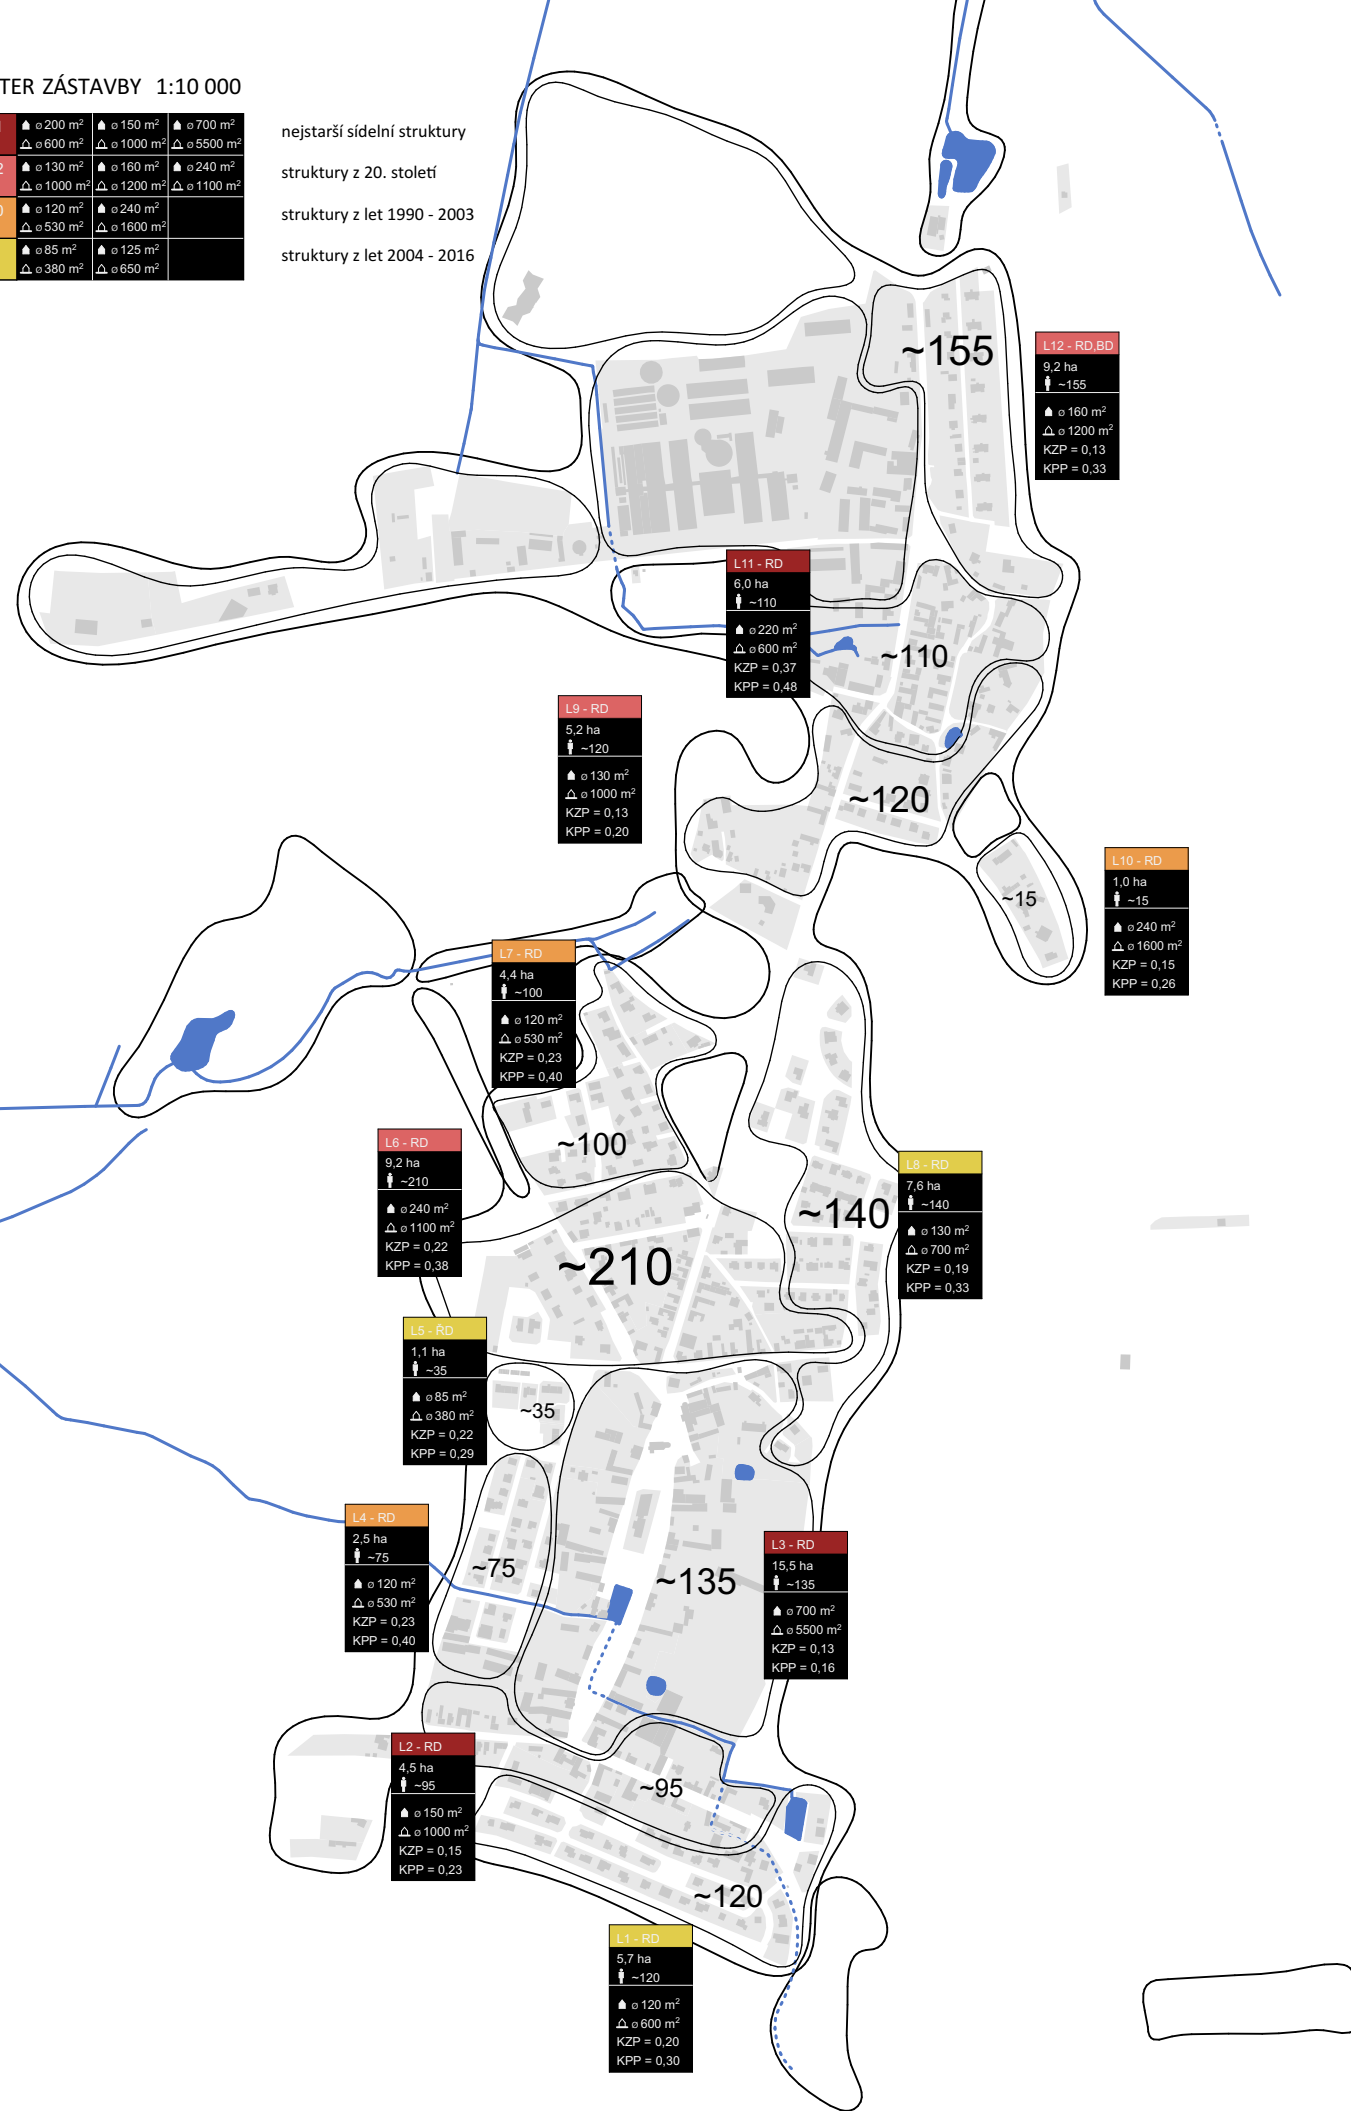 TER ZÁSTAVBY 1:10 000
ø 200 m² ø 150 m² ø 700 m²
ø 600 m² ø 1000 m² ø 5500 m²
nejstarší sídelní struktury
2 ø 130 m² ø 160 m² ø 240 m²
ø 1000 m² ø 1200 m² ø 1100 m²
struktury z 20. století
ø 120 m² ø 240 m²
ø 530 m² ø 1600 m²
struktury z let 1990 - 2003
ø 85 m² ø 125 m²
ø 380 m² ø 650 m²
struktury z let 2004 - 2016
~155
L12 - RD,BD
9,2 ha
~155
ø 160 m²
ø 1200 m²
KZP = 0,13
KPP = 0,33
L11 - RD
6,0 ha
~110
ø 220 m²
ø 600 m²
KZP = 0,37
KPP = 0,48
~110
L9 - RD
5,2 ha
~120
ø 130 m²
ø 1000 m²
KZP = 0,13
KPP = 0,20
~120
L10 - RD
1,0 ha
~15
ø 240 m²
ø 1600 m²
KZP = 0,15
KPP = 0,26
~15
L7 - RD
4,4 ha
~100
ø 120 m²
ø 530 m²
KZP = 0,23
KPP = 0,40
~100
L6 - RD
9,2 ha
~210
ø 240 m²
ø 1100 m²
KZP = 0,22
KPP = 0,38
~210
~140
L8 - RD
7,6 ha
~140
ø 130 m²
ø 700 m²
KZP = 0,19
KPP = 0,33
L5 - ŘD
1,1 ha
~35
ø 85 m²
ø 380 m²
KZP = 0,22
KPP = 0,29
~35
L4 - RD
2,5 ha
~75
ø 120 m²
ø 530 m²
KZP = 0,23
KPP = 0,40
~75
~135
L3 - RD
15,5 ha
~135
ø 700 m²
ø 5500 m²
KZP = 0,13
KPP = 0,16
L2 - RD
4,5 ha
~95
ø 150 m²
ø 1000 m²
KZP = 0,15
KPP = 0,23
~95
~120
L1 - RD
5,7 ha
~120
ø 120 m²
ø 600 m²
KZP = 0,20
KPP = 0,30